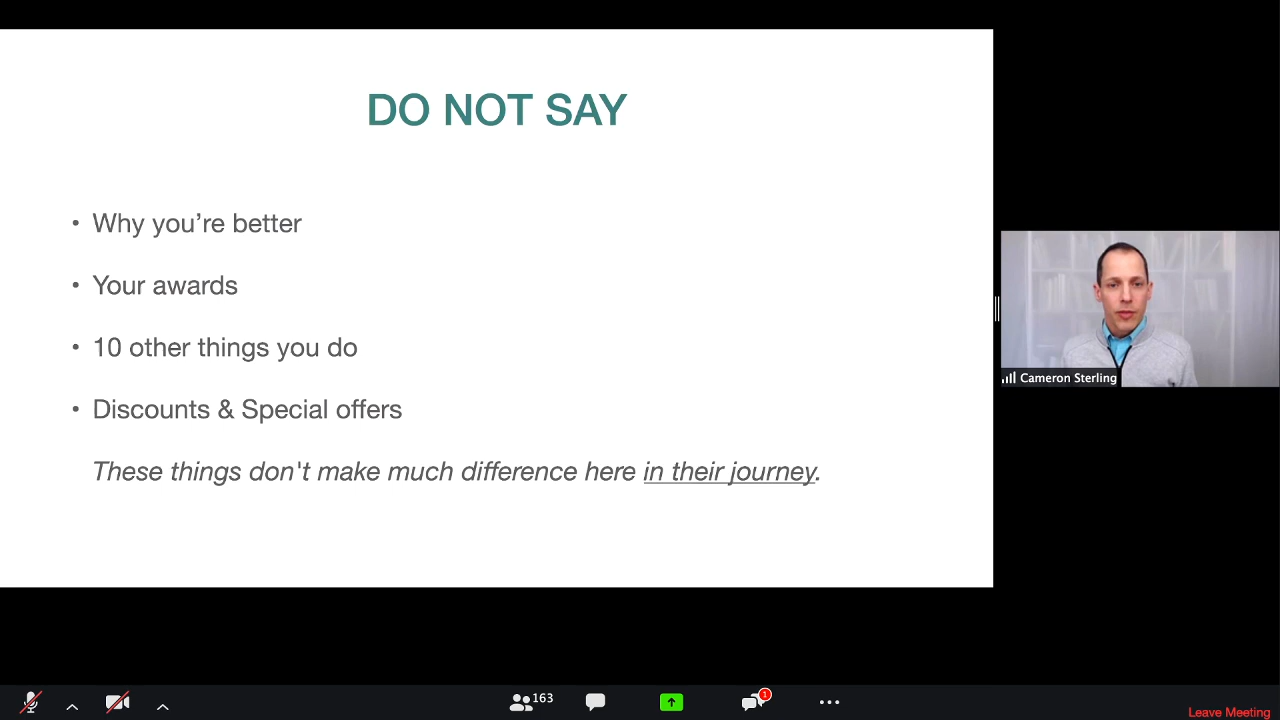 DO NOT SAY
• Why you’re better
• Your awards
• 10 other things you do
• Discounts & Special offers
These things don't make much difference here in their journey.
Cameron Sterling
163
1
Leave Meeting